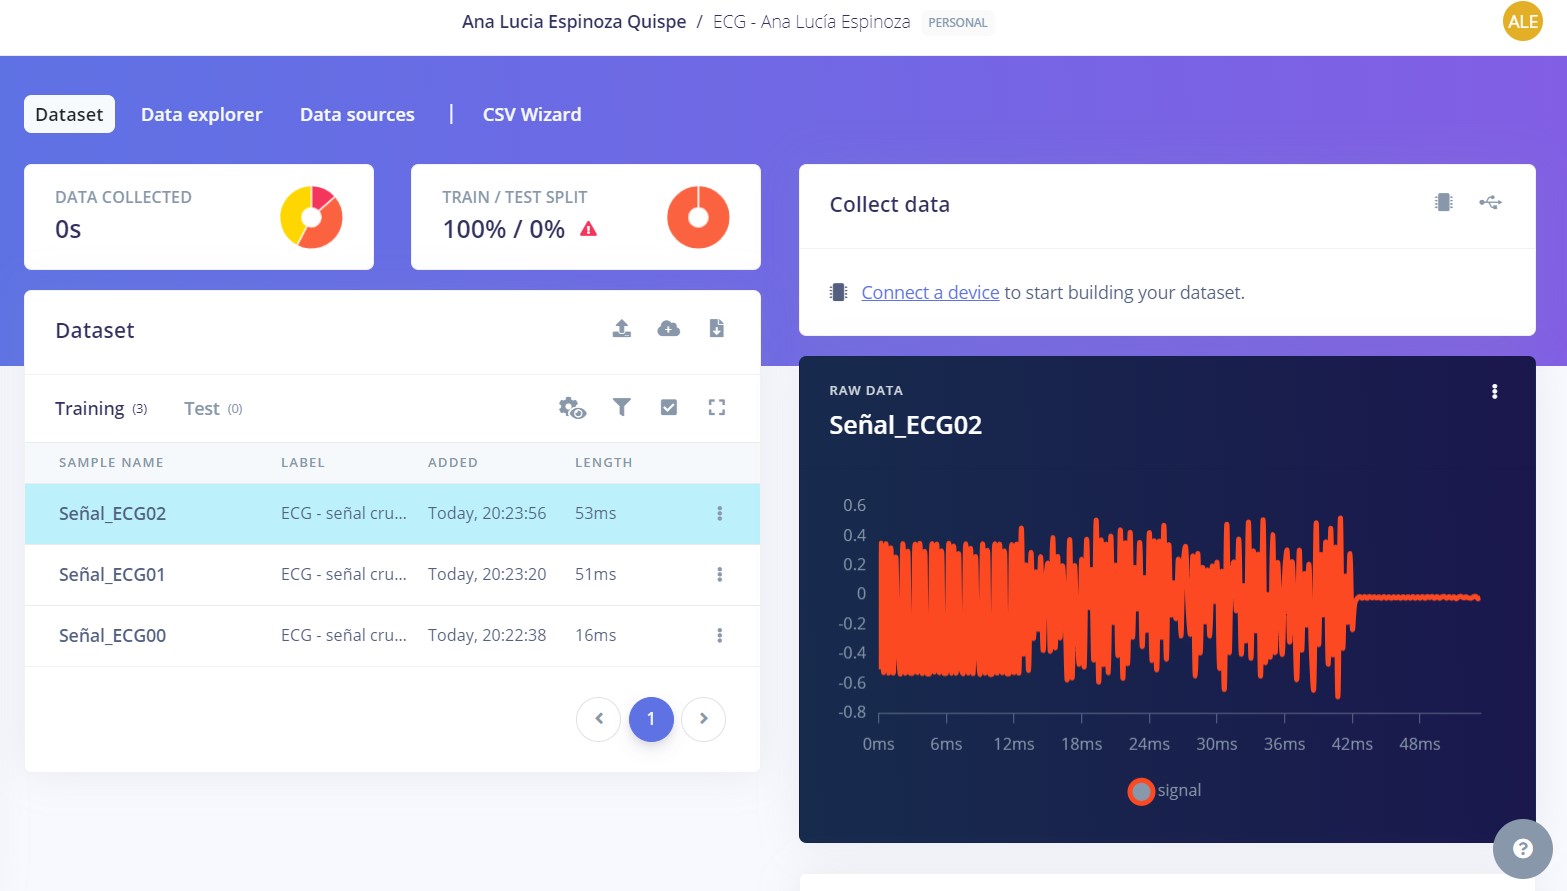 Ana Lucia Espinoza Quispe / ECG - Ana Lucía Espinoza PERSONAL
ALE
Dataset Data explorer Data sources | CSV Wizard
DATA COLLECTED
0s
TRAIN / TEST SPLIT
100% / 0%
Collect data
Connect a device to start building your dataset.
Dataset
Training (3) Test (0)
SAMPLE NAME LABEL ADDED LENGTH
Señal_ECG02 ECG - señal cru... Today, 20:23:56 53ms
Señal_ECG01 ECG - señal cru... Today, 20:23:20 51ms
Señal_ECG00 ECG - señal cru... Today, 20:22:38 16ms
1
RAW DATA
Señal_ECG02
0.6
0.4
0.2
0
-0.2
-0.4
-0.6
-0.8
0ms 6ms 12ms 18ms 24ms 30ms 36ms 42ms 48ms
signal